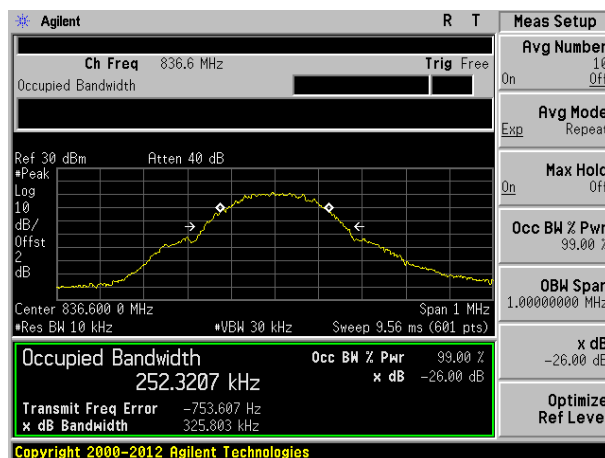 Agilent R T Meas Setup
Ch Freq 836.6 MHz Trig Free
Occupied Bandwidth
Avg Number
10
On Off
Avg Mode
Exp Repeat
Max Hold
On Off
Occ BW % Pwr
99.00 %
OBW Span
1.00000000 MHz
x dB
-26.00 dB
Optimize
Ref Level
Ref 30 dBm Atten 40 dB
#Peak
Log
10
dB/
Offst
2
dB
Center 836.600 0 MHz Span 1 MHz
#Res BW 10 kHz #VBW 30 kHz Sweep 9.56 ms (601 pts)
Occupied Bandwidth Occ BW % Pwr 99.00 %
252.3207 kHz x dB -26.00 dB
Transmit Freq Error -753.607 Hz
x dB Bandwidth 325.803 kHz
Copyright 2000-2012 Agilent Technologies